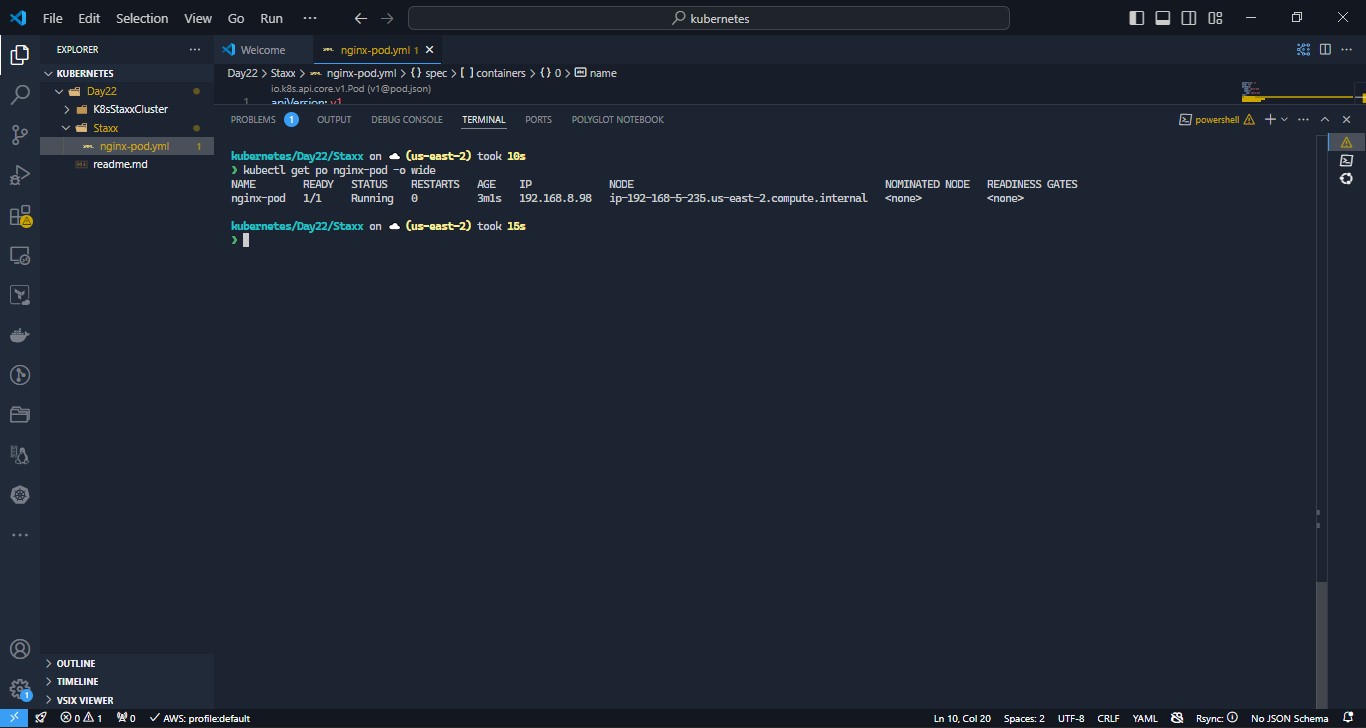 File Edit Selection View Go Run ··· kubernetes
EXPLORER ···
Welcome
nginx-pod.yml 1
KUBERNETES
Day22
K8sStaxxCluster
Staxx
nginx-pod.yml 1
readme.md
Day22 > Staxx > nginx-pod.yml > {} spec > [ ] containers > {} 0 > name
io.k8s.api.core.v1.Pod (v1@pod.json)
1 apiVersion: v1
PROBLEMS 1 OUTPUT DEBUG CONSOLE TERMINAL PORTS POLYGLOT NOTEBOOK powershell
kubernetes/Day22/Staxx on (us-east-2) took 10s
❯ kubectl get po nginx-pod -o wide
NAME READY STATUS RESTARTS AGE IP NODE NOMINATED NODE READINESS GATES
nginx-pod 1/1 Running 0 3m1s 192.168.8.98 ip-192-168-5-235.us-east-2.compute.internal <none> <none>
kubernetes/Day22/Staxx on (us-east-2) took 15s
❯
OUTLINE
TIMELINE
VSIX VIEWER
1
0 1 0 AWS: profile:default Ln 10, Col 20 Spaces: 2 UTF-8 CRLF YAML Rsync: No JSON Schema